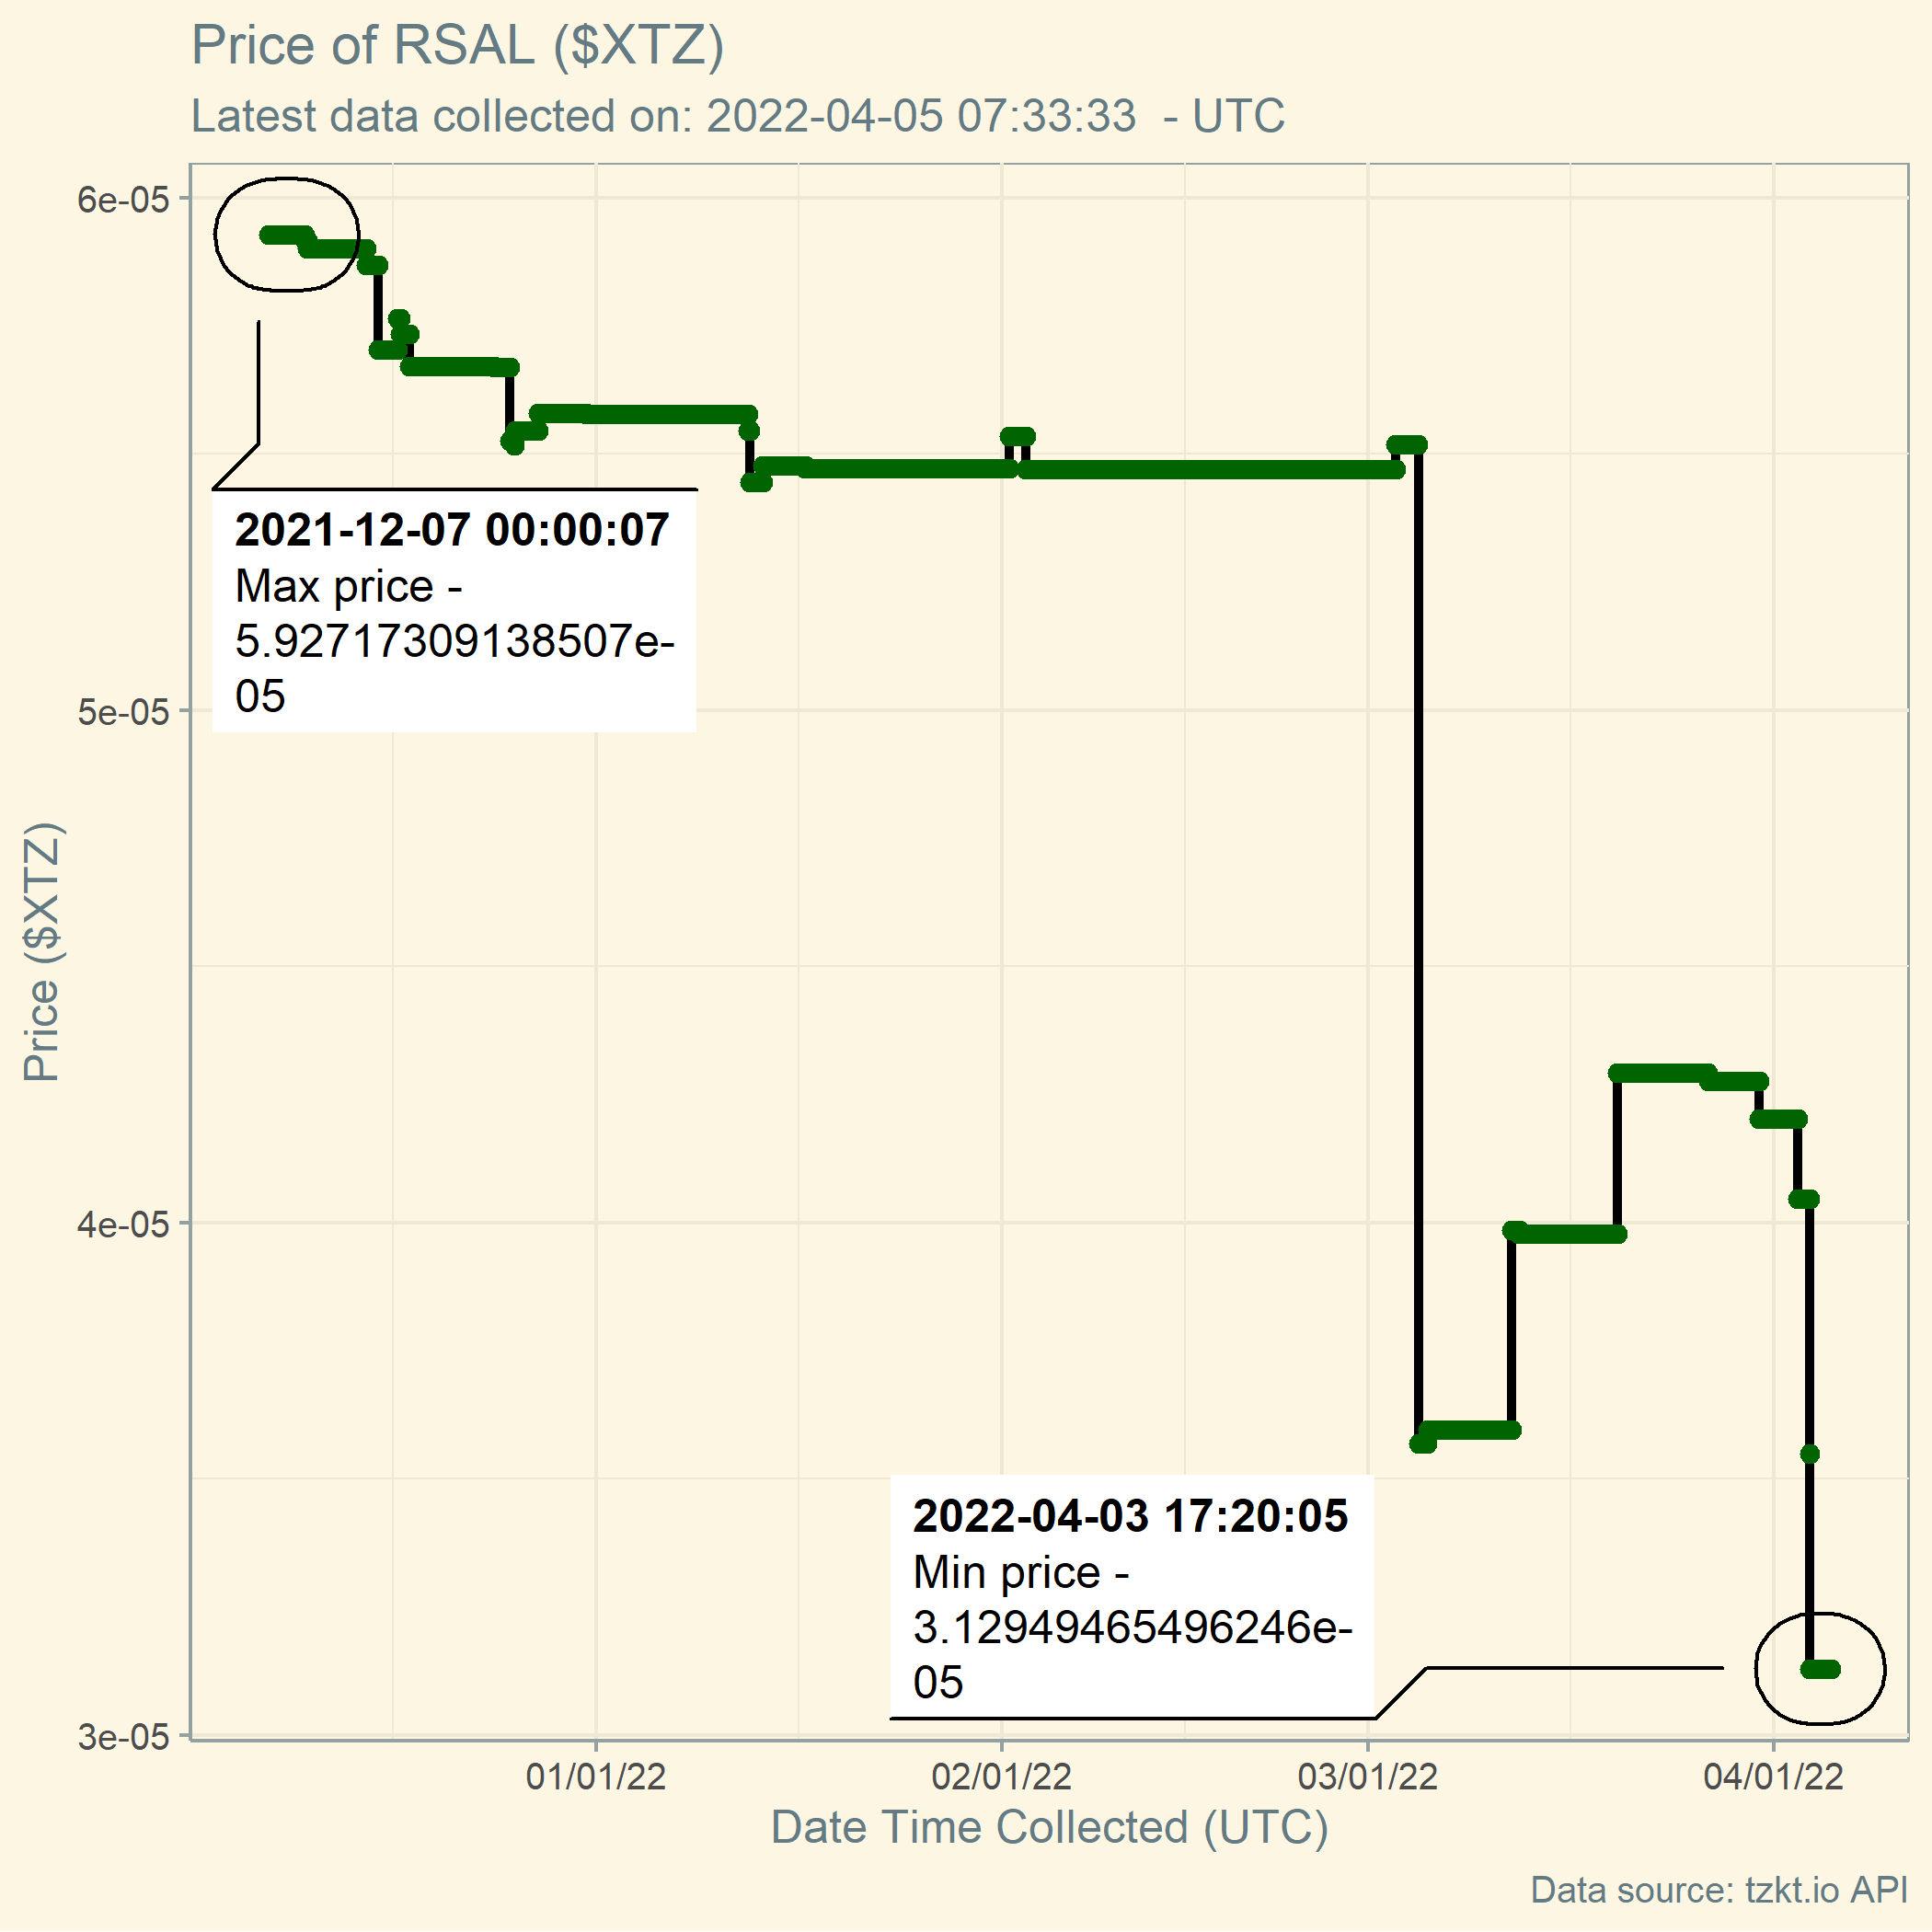 Price of RSAL ($XTZ)
Latest data collected on: 2022-04-05 07:33:33  - UTC
6e-05
5e-05
4e-05
3e-05
Price ($XTZ)
2021-12-07 00:00:07
Max price -
5.92717309138507e-
05
2022-04-03 17:20:05
Min price -
3.12949465496246e-
05
01/01/22
02/01/22
03/01/22
04/01/22
Date Time Collected (UTC)
Data source: tzkt.io API